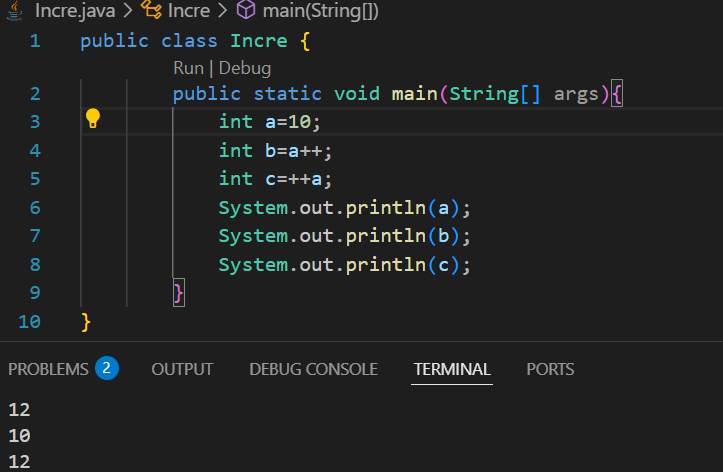 Incre.java > Incre > main(String[])
1 public class Incre {
Run | Debug
2 public static void main(String[] args){
3 int a=10;
4 int b=a++;
5 int c=++a;
6 System.out.println(a);
7 System.out.println(b);
8 System.out.println(c);
9 }
10 }
PROBLEMS 2 OUTPUT DEBUG CONSOLE TERMINAL PORTS
12
10
12